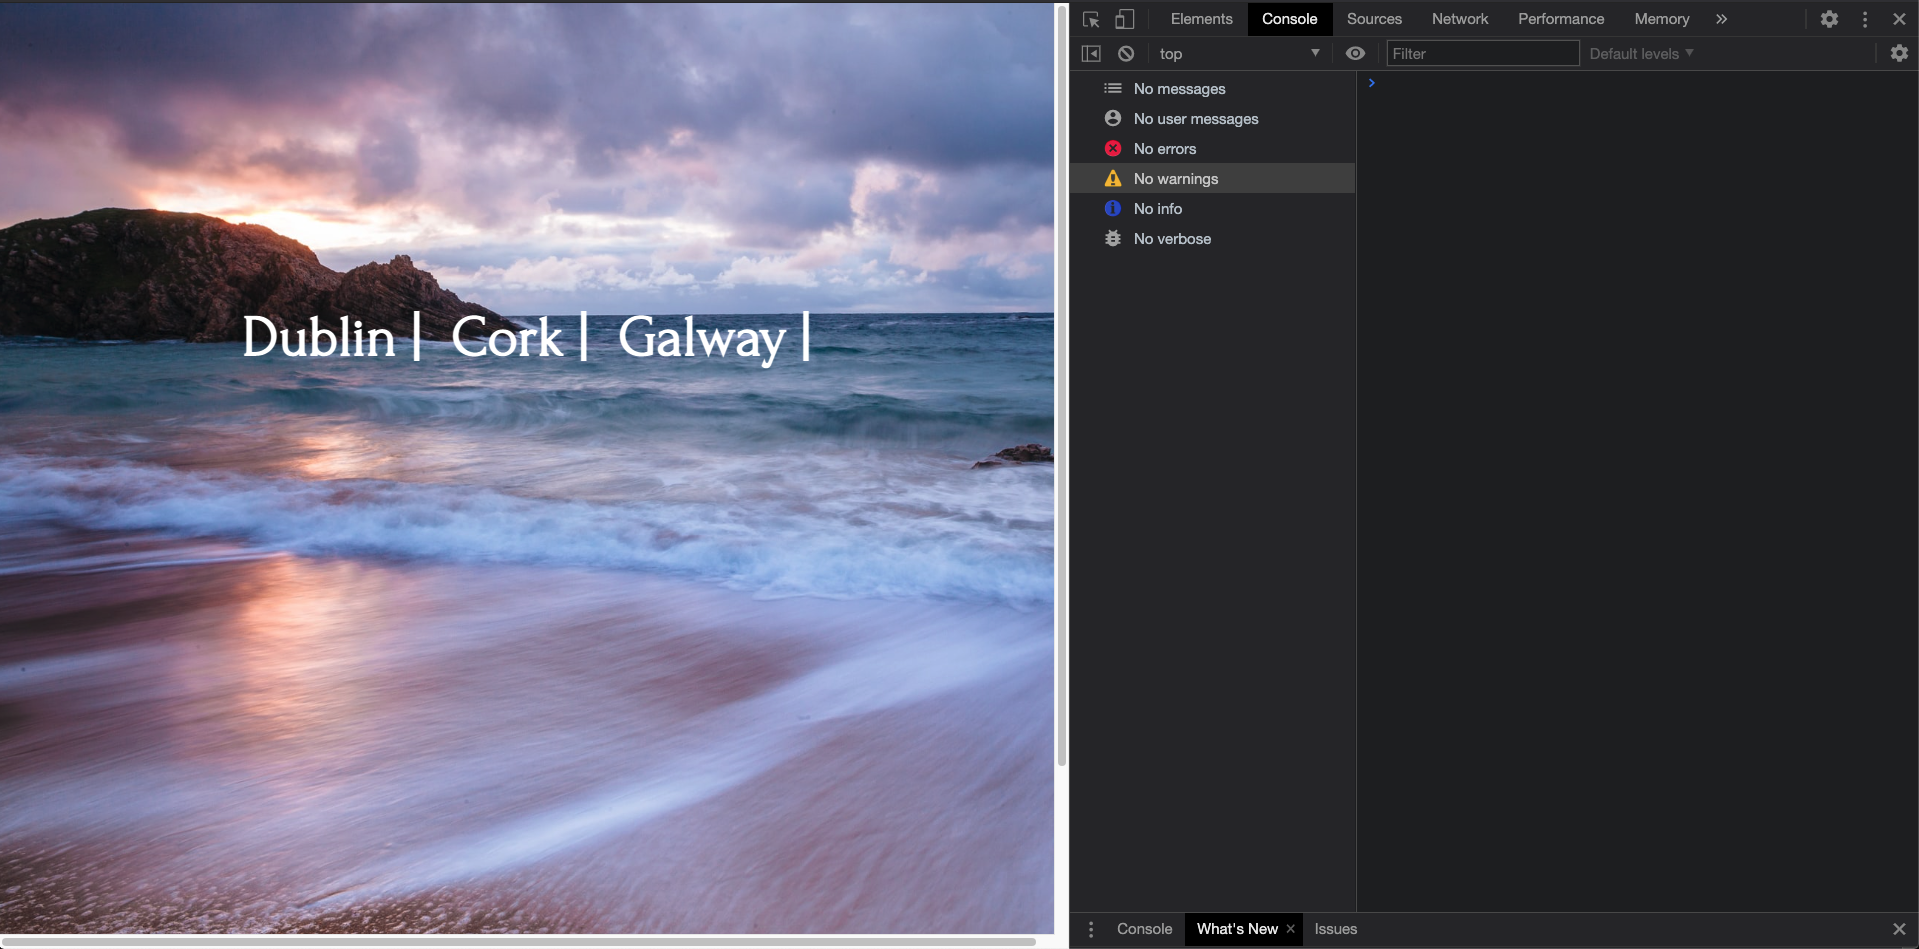 Dublin | Cork | Galway |
Elements Console Sources Network Performance Memory »
top Filter Default levels
No messages
No user messages
No errors
No warnings
No info
No verbose
Console What's New Issues